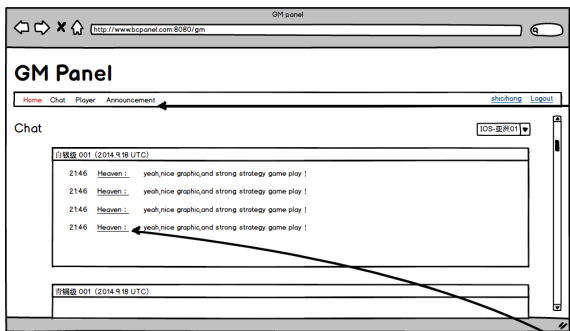 GM panel
http://www.bcpanel.com:8080/gm
GM Panel
Home Chat Player Announcement shicihang Logout
Chat IOS-亚洲01
白银级 001 (2014.9.18 UTC)
21:46 Heaven: yeah,nice graphic,and strong strategy game play !
21:46 Heaven: yeah,nice graphic,and strong strategy game play !
21:46 Heaven: yeah,nice graphic,and strong strategy game play !
21:46 Heaven: yeah,nice graphic,and strong strategy game play !
青铜级 001 (2014.9.18 UTC)